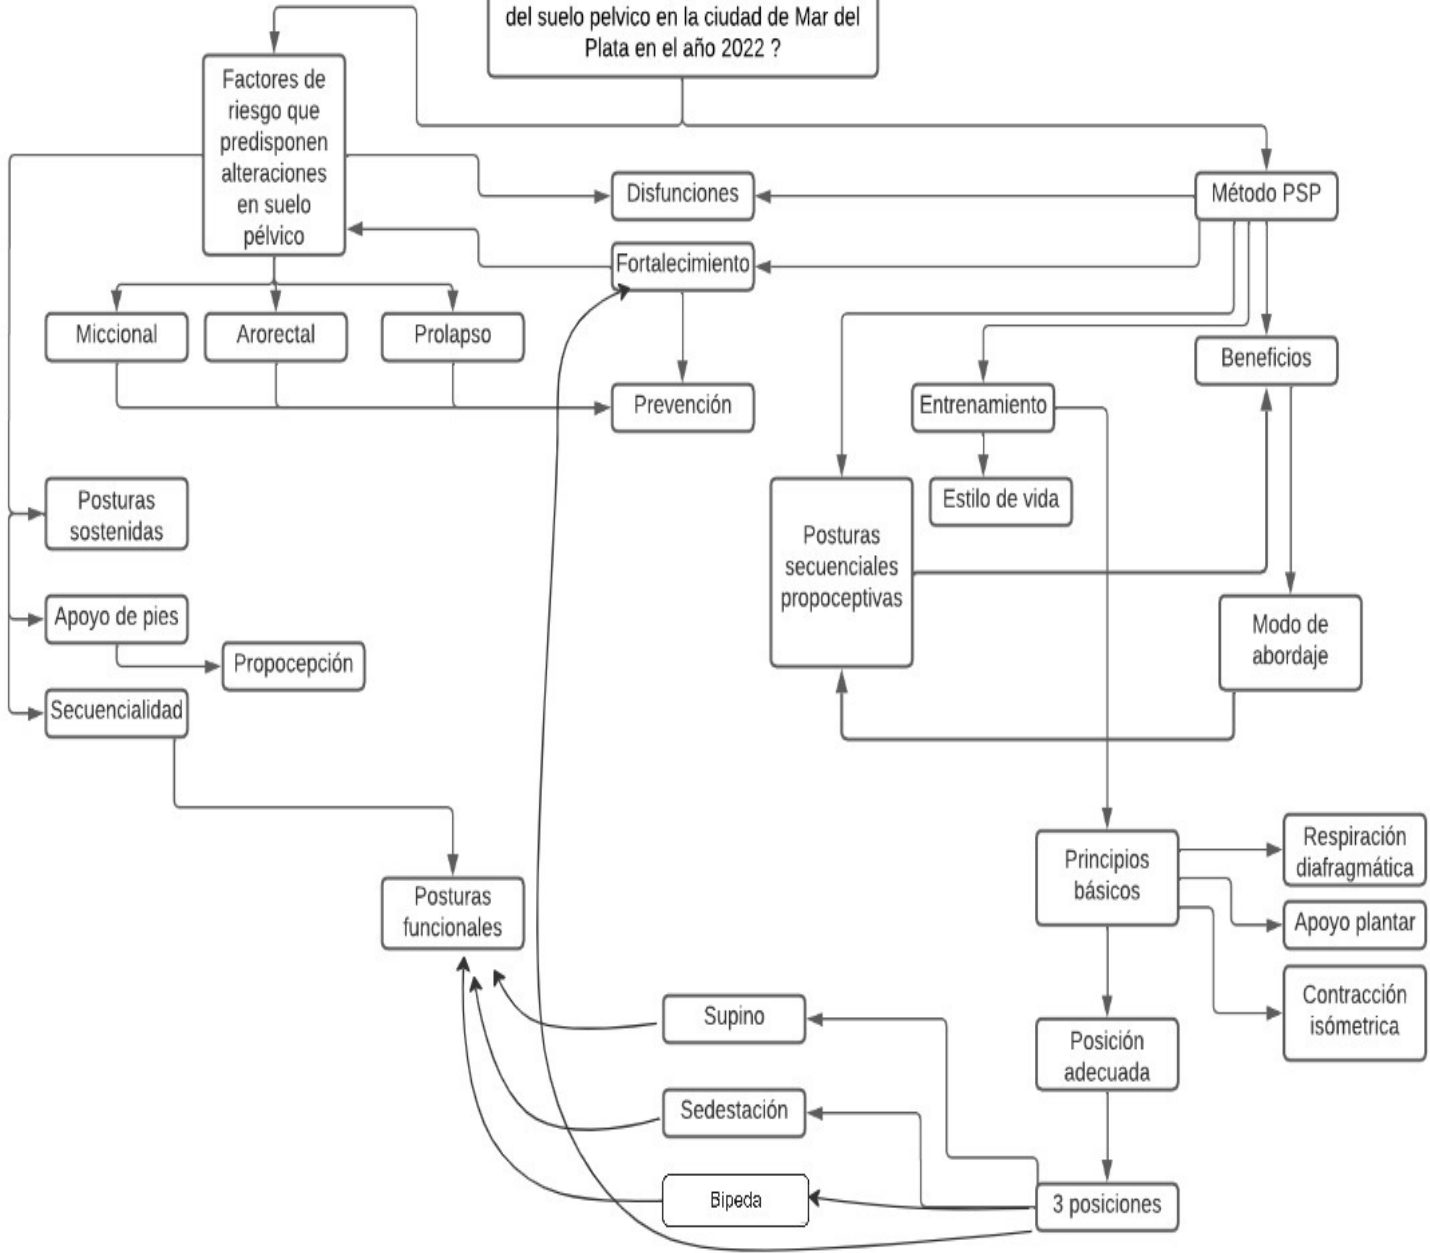 del suelo pelvico en la ciudad de Mar del
Plata en el año 2022 ?
Factores de
riesgo que
predisponen
alteraciones
en suelo
pélvico
Disfunciones
Método PSP
Fortalecimiento
Miccional
Arorectal
Prolapso
Beneficios
Prevención
Entrenamiento
Posturas
sostenidas
Estilo de vida
Posturas
secuenciales
propoceptivas
Apoyo de pies
Modo de
abordaje
Propocepción
Secuencialidad
Principios
básicos
Respiración
diafragmática
Posturas
funcionales
Apoyo plantar
Contracción
isómetrica
Supino
Posición
adecuada
Sedestación
Bipeda
3 posiciones